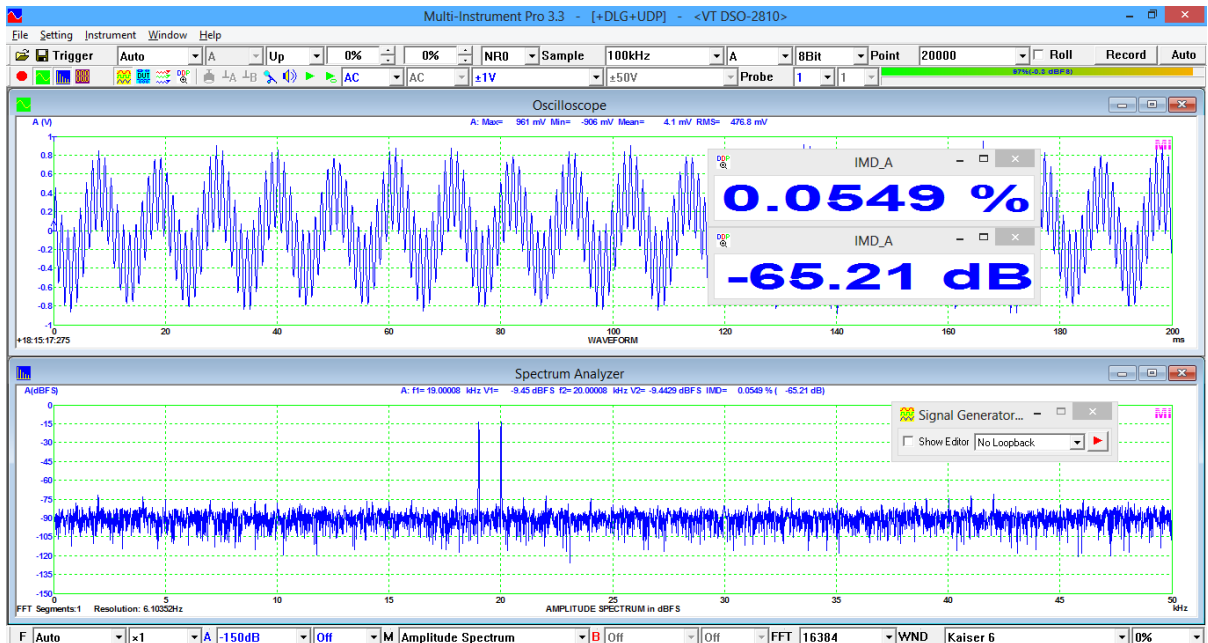 Multi-Instrument Pro 3.3 - [+DLG+UDP] - <VT DSO-2810>
File Setting Instrument Window Help
Trigger Auto A Up 0% 0% NR0 Sample 100kHz A 8Bit Point 20000 Roll Record Auto
AC AC ±1V ±50V Probe 1 1 97%(-0.3 dBFS)
Oscilloscope
A (V) A: Max= 961 mV Min= -906 mV Mean= 4.1 mV RMS= 476.8 mV
1
0.8
0.6
0.4
0.2
0
-0.2
-0.4
-0.6
-0.8
-1
MI
IMD_A
0.0549 %
IMD_A
-65.21 dB
0 20 40 60 80 100 120 140 160 180 200
+18:15:17:275 WAVEFORM ms
Spectrum Analyzer
A(dBFS) A: f1= 19.00008 kHz V1= -9.45 dBFS f2= 20.00008 kHz V2= -9.4429 dBFS IMD= 0.0549 % ( -65.21 dB)
0
-15
-30
-45
-60
-75
-90
-105
-120
-135
-150
MI
Signal Generator...
Show Editor No Loopback
0 5 10 15 20 25 30 35 40 45 50
FFT Segments:1 Resolution: 6.10352Hz AMPLITUDE SPECTRUM in dBFS kHz
F Auto ×1 A -150dB Off M Amplitude Spectrum B Off Off FFT 16384 WND Kaiser 6 0%